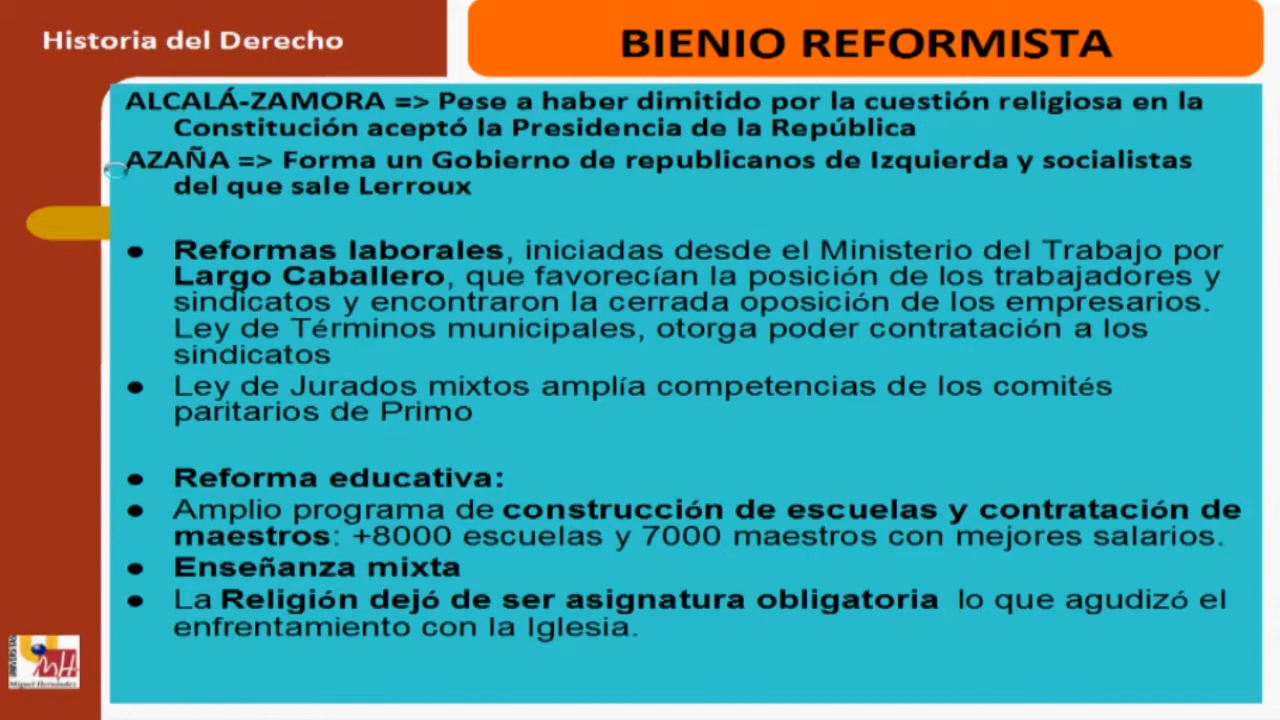 Historia del Derecho
BIENIO REFORMISTA
ALCALÁ-ZAMORA => Pese a haber dimitido por la cuestión religiosa en la
Constitución aceptó la Presidencia de la República
AZAÑA => Forma un Gobierno de republicanos de Izquierda y socialistas
del que sale Lerroux
● Reformas laborales, iniciadas desde el Ministerio del Trabajo por
Largo Caballero, que favorecían la posición de los trabajadores y
sindicatos y encontraron la cerrada oposición de los empresarios.
Ley de Términos municipales, otorga poder contratación a los
sindicatos
● Ley de Jurados mixtos amplía competencias de los comités
paritarios de Primo
● Reforma educativa:
● Amplio programa de construcción de escuelas y contratación de
maestros: +8000 escuelas y 7000 maestros con mejores salarios.
● Enseñanza mixta
● La Religión dejó de ser asignatura obligatoria lo que agudizó el
enfrentamiento con la Iglesia.
Miguel Hernández